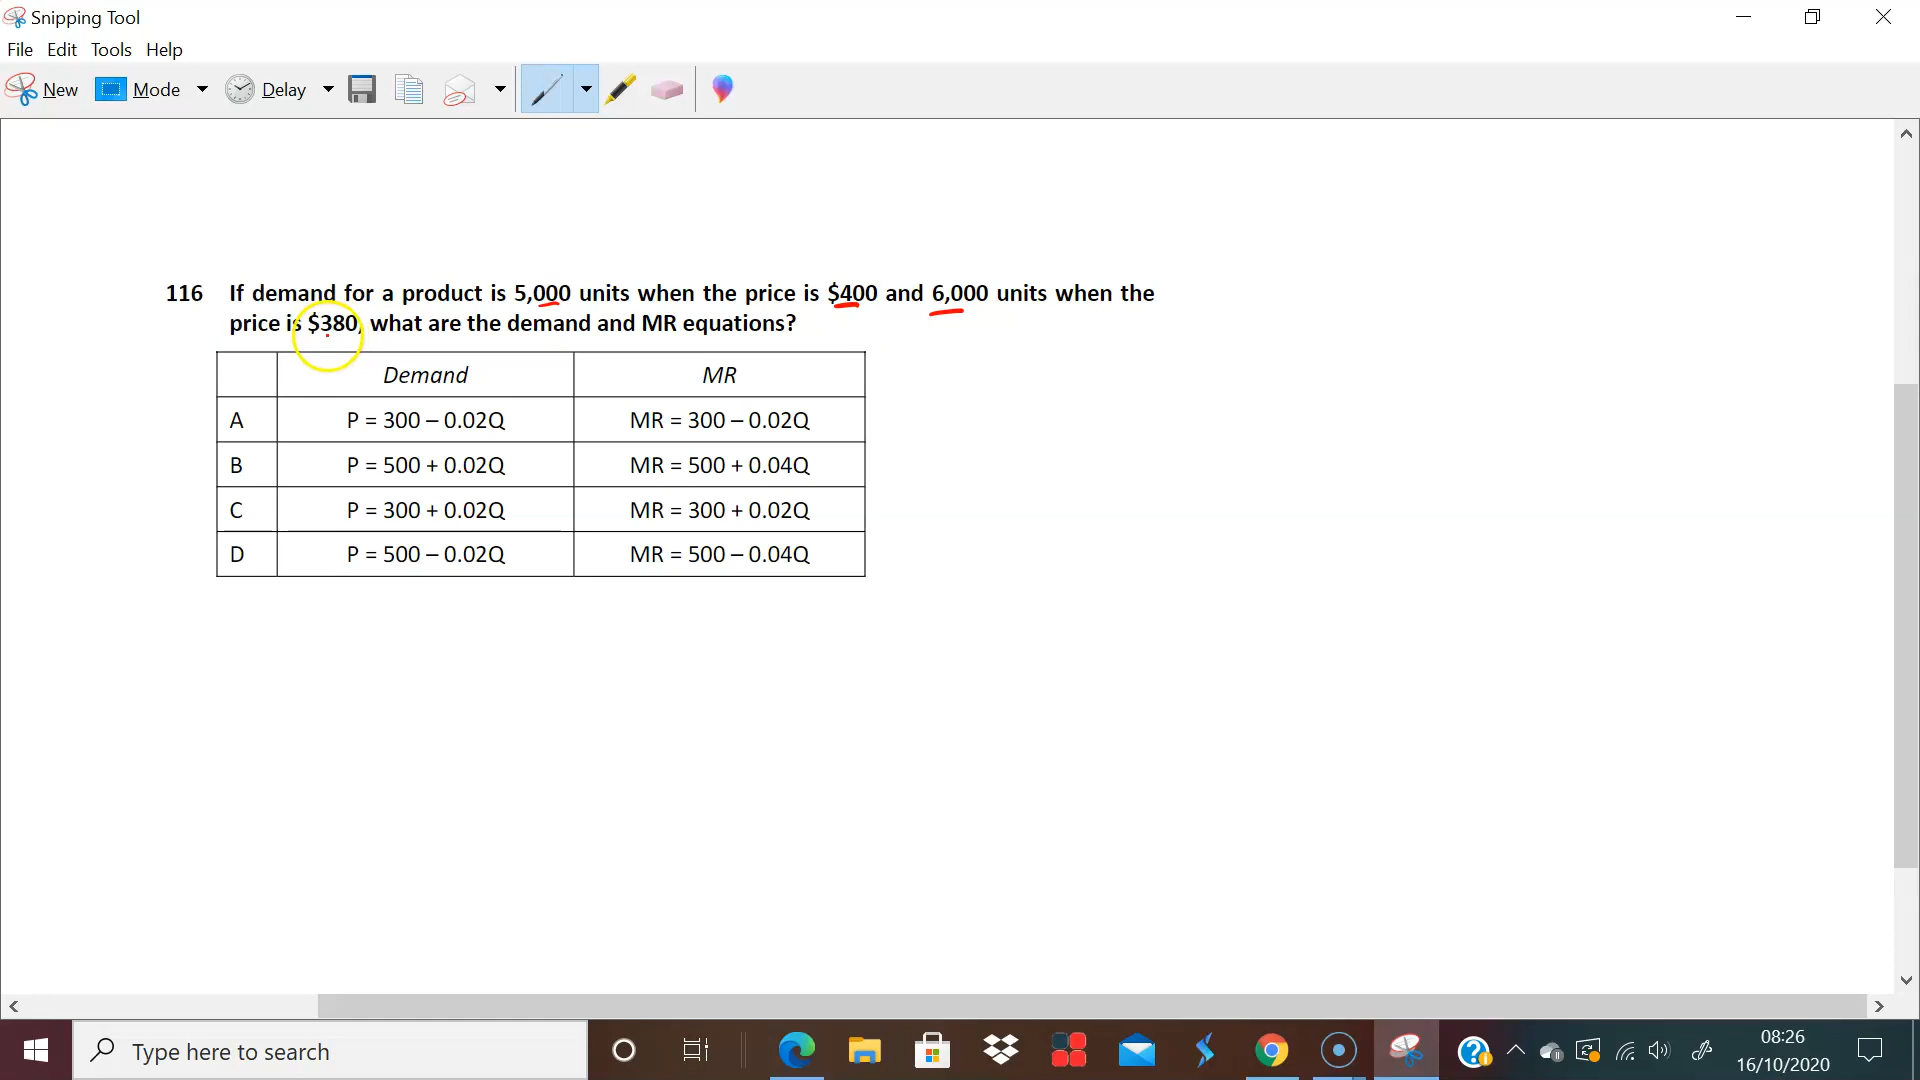 Snipping Tool
File Edit Tools Help
New Mode Delay
116 If demand for a product is 5,000 units when the price is $400 and 6,000 units when the
price is $380, what are the demand and MR equations?
Demand MR
A P = 300 – 0.02Q MR = 300 – 0.02Q
B P = 500 + 0.02Q MR = 500 + 0.04Q
C P = 300 + 0.02Q MR = 300 + 0.02Q
D P = 500 – 0.02Q MR = 500 – 0.04Q
Type here to search
08:26
16/10/2020